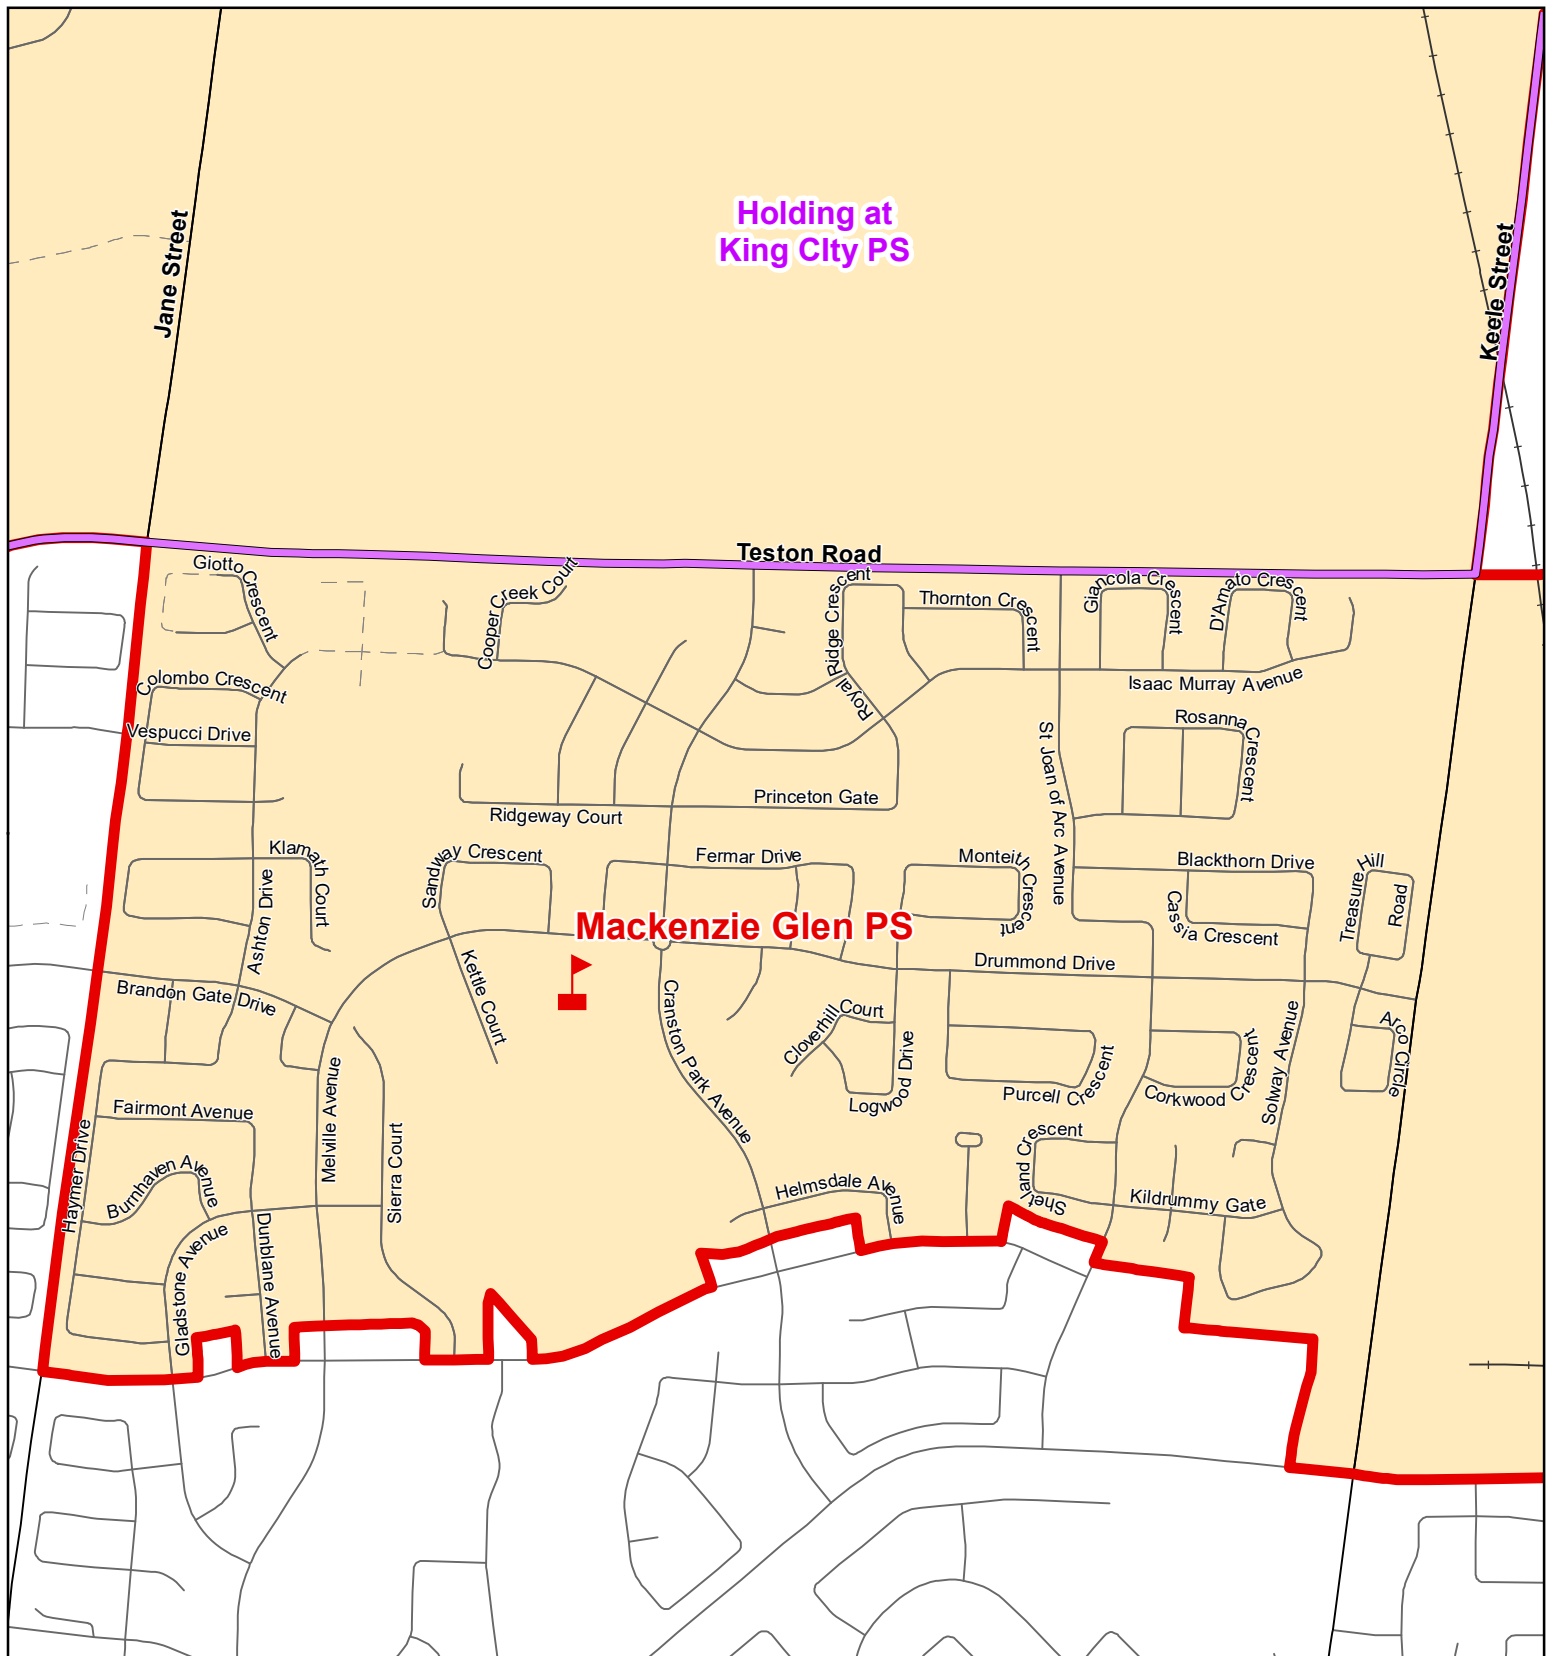 Holding at
King CIty PS
Jane Street
Keele Street
Teston Road
Giotto Crescent
Cooper Creek Court
Royal Ridge Crescent
Thornton Crescent
Giancola Crescent
D'Amato Crescent
Colombo Crescent
Isaac Murray Avenue
Vespucci Drive
Rosanna Crescent
St Joan of Arc Avenue
Princeton Gate
Ridgeway Court
Klamath Court
Sandway Crescent
Fermar Drive
Monteith Crescent
Blackthorn Drive
Treasure Hill Road
Ashton Drive
Cassia Crescent
Mackenzie Glen PS
Kettle Court
Drummond Drive
Brandon Gate Drive
Cranston Park Avenue
Cloverhill Court
Logwood Drive
Solway Avenue
Arco Circle
Purcell Crescent
Corkwood Crescent
Melville Avenue
Fairmont Avenue
Haymer Drive
Sierra Court
Burnhaven Avenue
Shetland Crescent
Helmsdale Avenue
Kildrummy Gate
Gladstone Avenue
Dunblane Avenue